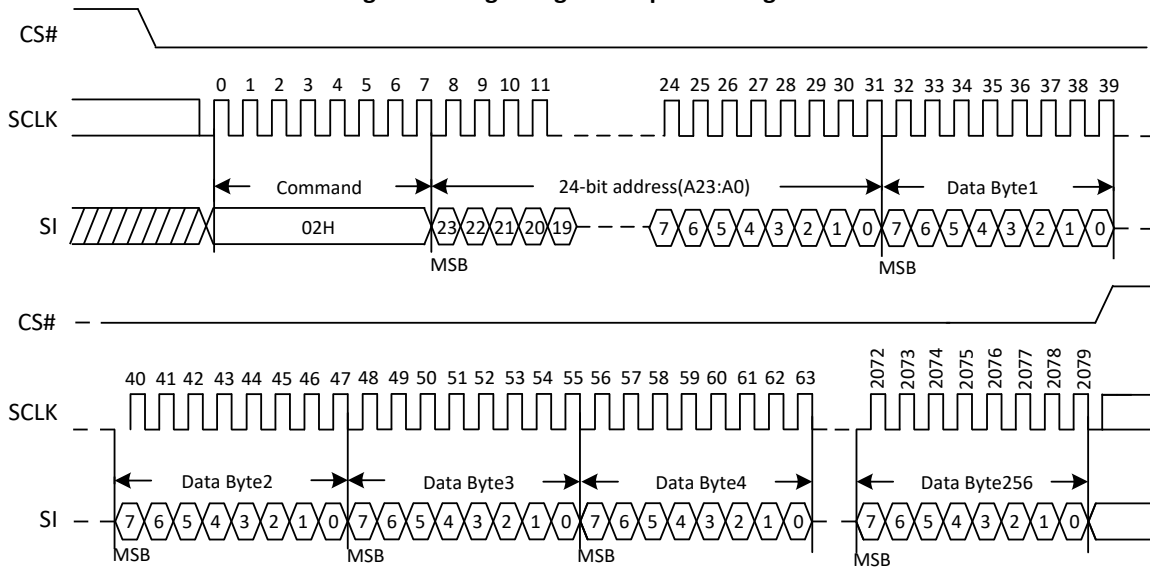 CS#
0 1 2 3 4 5 6 7 8 9 10 11 24 25 26 27 28 29 30 31 32 33 34 35 36 37 38 39
SCLK
Command 24-bit address(A23:A0) Data Byte1
SI 02H 23 22 21 20 19 7 6 5 4 3 2 1 0 7 6 5 4 3 2 1 0
MSB MSB
CS#
40 41 42 43 44 45 46 47 48 49 50 51 52 53 54 55 56 57 58 59 60 61 62 63 2072 2073 2074 2075 2076 2077 2078 2079
SCLK
Data Byte2 Data Byte3 Data Byte4 Data Byte256
SI 7 6 5 4 3 2 1 0 7 6 5 4 3 2 1 0 7 6 5 4 3 2 1 0 7 6 5 4 3 2 1 0
MSB MSB MSB MSB